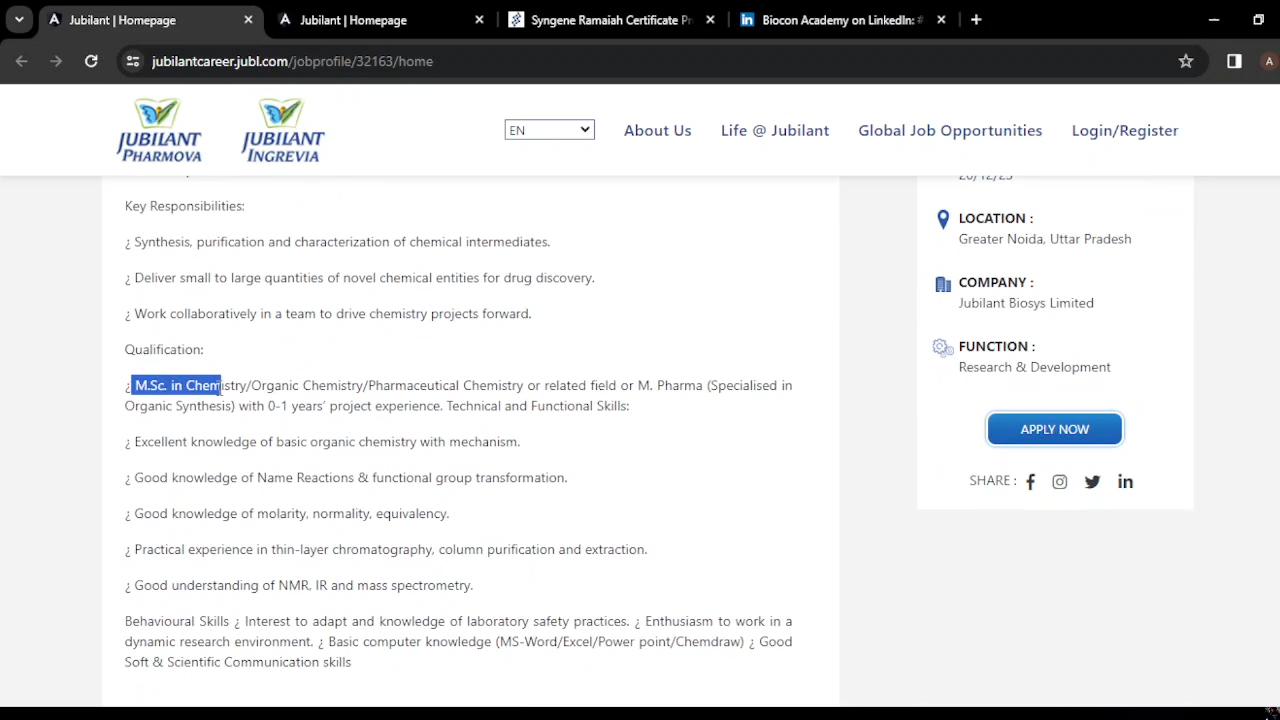 Jubilant | Homepage
Jubilant | Homepage
Syngene Ramaiah Certificate Pr
Biocon Academy on LinkedIn: #
jubilantcareer.jubl.com/jobprofile/32163/home
A
JUBILANT PHARMOVA
JUBILANT INGREVIA
EN
About Us
Life @ Jubilant
Global Job Opportunities
Login/Register
Key Responsibilities:
¿ Synthesis, purification and characterization of chemical intermediates.
¿ Deliver small to large quantities of novel chemical entities for drug discovery.
¿ Work collaboratively in a team to drive chemistry projects forward.
Qualification:
¿ M.Sc. in Chemistry/Organic Chemistry/Pharmaceutical Chemistry or related field or M. Pharma (Specialised in
Organic Synthesis) with 0-1 years' project experience. Technical and Functional Skills:
¿ Excellent knowledge of basic organic chemistry with mechanism.
¿ Good knowledge of Name Reactions & functional group transformation.
¿ Good knowledge of molarity, normality, equivalency.
¿ Practical experience in thin-layer chromatography, column purification and extraction.
¿ Good understanding of NMR, IR and mass spectrometry.
Behavioural Skills ¿ Interest to adapt and knowledge of laboratory safety practices. ¿ Enthusiasm to work in a
dynamic research environment. ¿ Basic computer knowledge (MS-Word/Excel/Power point/Chemdraw) ¿ Good
Soft & Scientific Communication skills
LOCATION :
Greater Noida, Uttar Pradesh
COMPANY :
Jubilant Biosys Limited
FUNCTION :
Research & Development
APPLY NOW
SHARE :